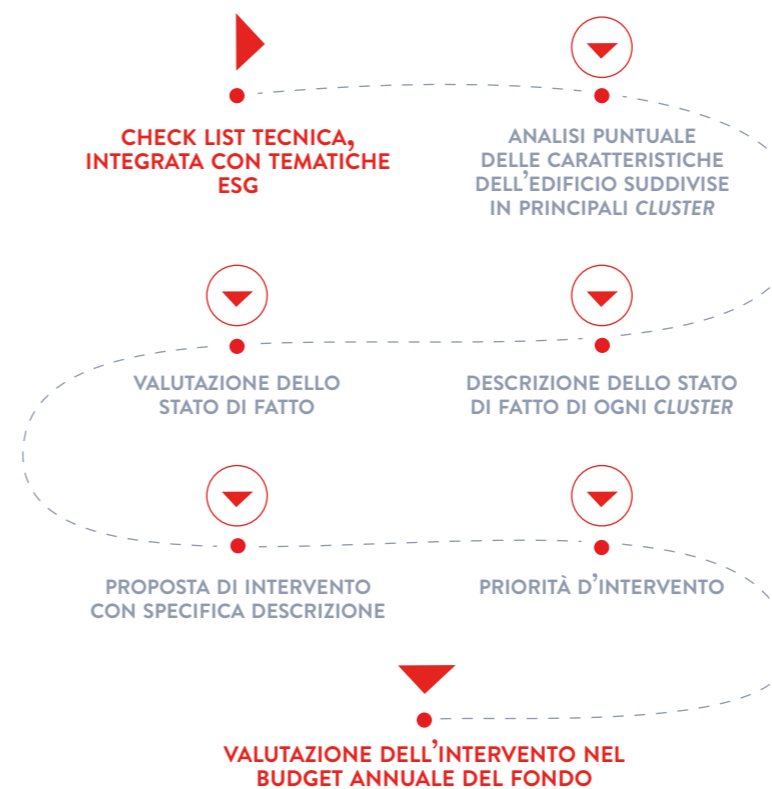 CHECK LIST TECNICA,
INTEGRATA CON TEMATICHE
ESG
ANALISI PUNTUALE
DELLE CARATTERISTICHE
DELL'EDIFICIO SUDDIVISE
IN PRINCIPALI CLUSTER
DESCRIZIONE DELLO STATO
DI FATTO DI OGNI CLUSTER
VALUTAZIONE DELLO
STATO DI FATTO
PROPOSTA DI INTERVENTO
CON SPECIFICA DESCRIZIONE
PRIORITÀ D'INTERVENTO
VALUTAZIONE DELL'INTERVENTO NEL
BUDGET ANNUALE DEL FONDO